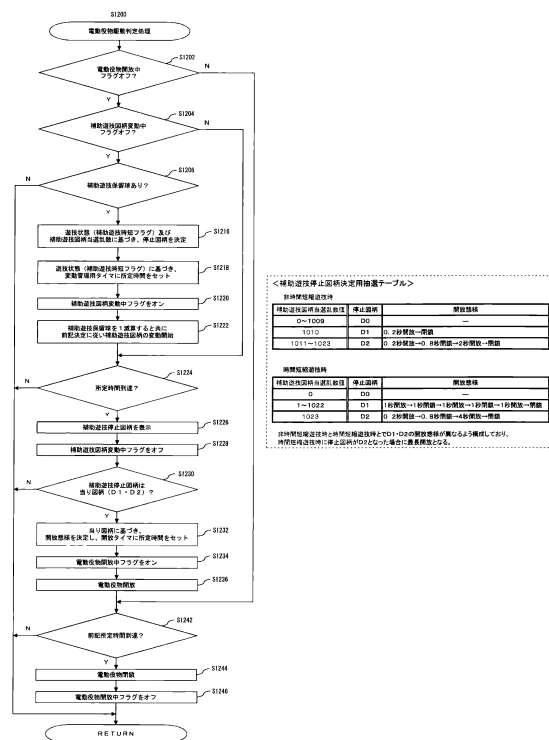 S1200
電動役物駆動判定処理
S1202
電動役物開放中
フラグオフ?
N
Y
S1204
補助遊技図柄変動中
フラグオフ?
N
Y
S1206
N
補助遊技保留球あり?
Y
遊技状態(補助遊技時短フラグ)及び
補助遊技図柄当選乱数に基づき、停止図柄を決定
S1216
遊技状態(補助遊技時短フラグ)に基づき、
変動管理用タイマに所定時間をセット
S1218
補助遊技図柄変動中フラグをオン
S1220
補助遊技保留球を1減算すると共に
前記決定に従い補助遊技図柄の変動開始
S1222
S1224
N
所定時間到達?
Y
補助遊技停止図柄を表示
S1226
補助遊技図柄変動中フラグをオフ
S1228
S1230
N
補助遊技停止図柄は
当り図柄(D1・D2)?
Y
当り図柄に基づき、
開放態様を決定し、開放タイマに所定時間をセット
S1232
電動役物開放中フラグをオン
S1234
電動役物開放
S1236
S1242
N
前記所定時間到達?
Y
電動役物閉鎖
S1244
電動役物開放中フラグをオフ
S1246
RETURN
<補助遊技停止図柄決定用抽選テーブル>
非時間短縮遊技時
補助遊技図柄当選乱数値 停止図柄 開放態様
0~1009 D0 —
1010 D1 0.2秒開放→閉鎖
1011~1023 D2 0.2秒開放→0.8秒閉鎖→2秒開放→閉鎖
時間短縮遊技時
補助遊技図柄当選乱数値 停止図柄 開放態様
0 D0 —
1~1022 D1 1秒開放→1秒閉鎖→1秒開放→1秒閉鎖→1秒開放→閉鎖
1023 D2 0.2秒開放→0.8秒閉鎖→4秒開放→閉鎖
非時間短縮遊技時と時間短縮遊技時とでD1・D2の開放態様が異なるよう構成しており、
時間短縮遊技時に停止図柄がD2となった場合に最長開放となる。